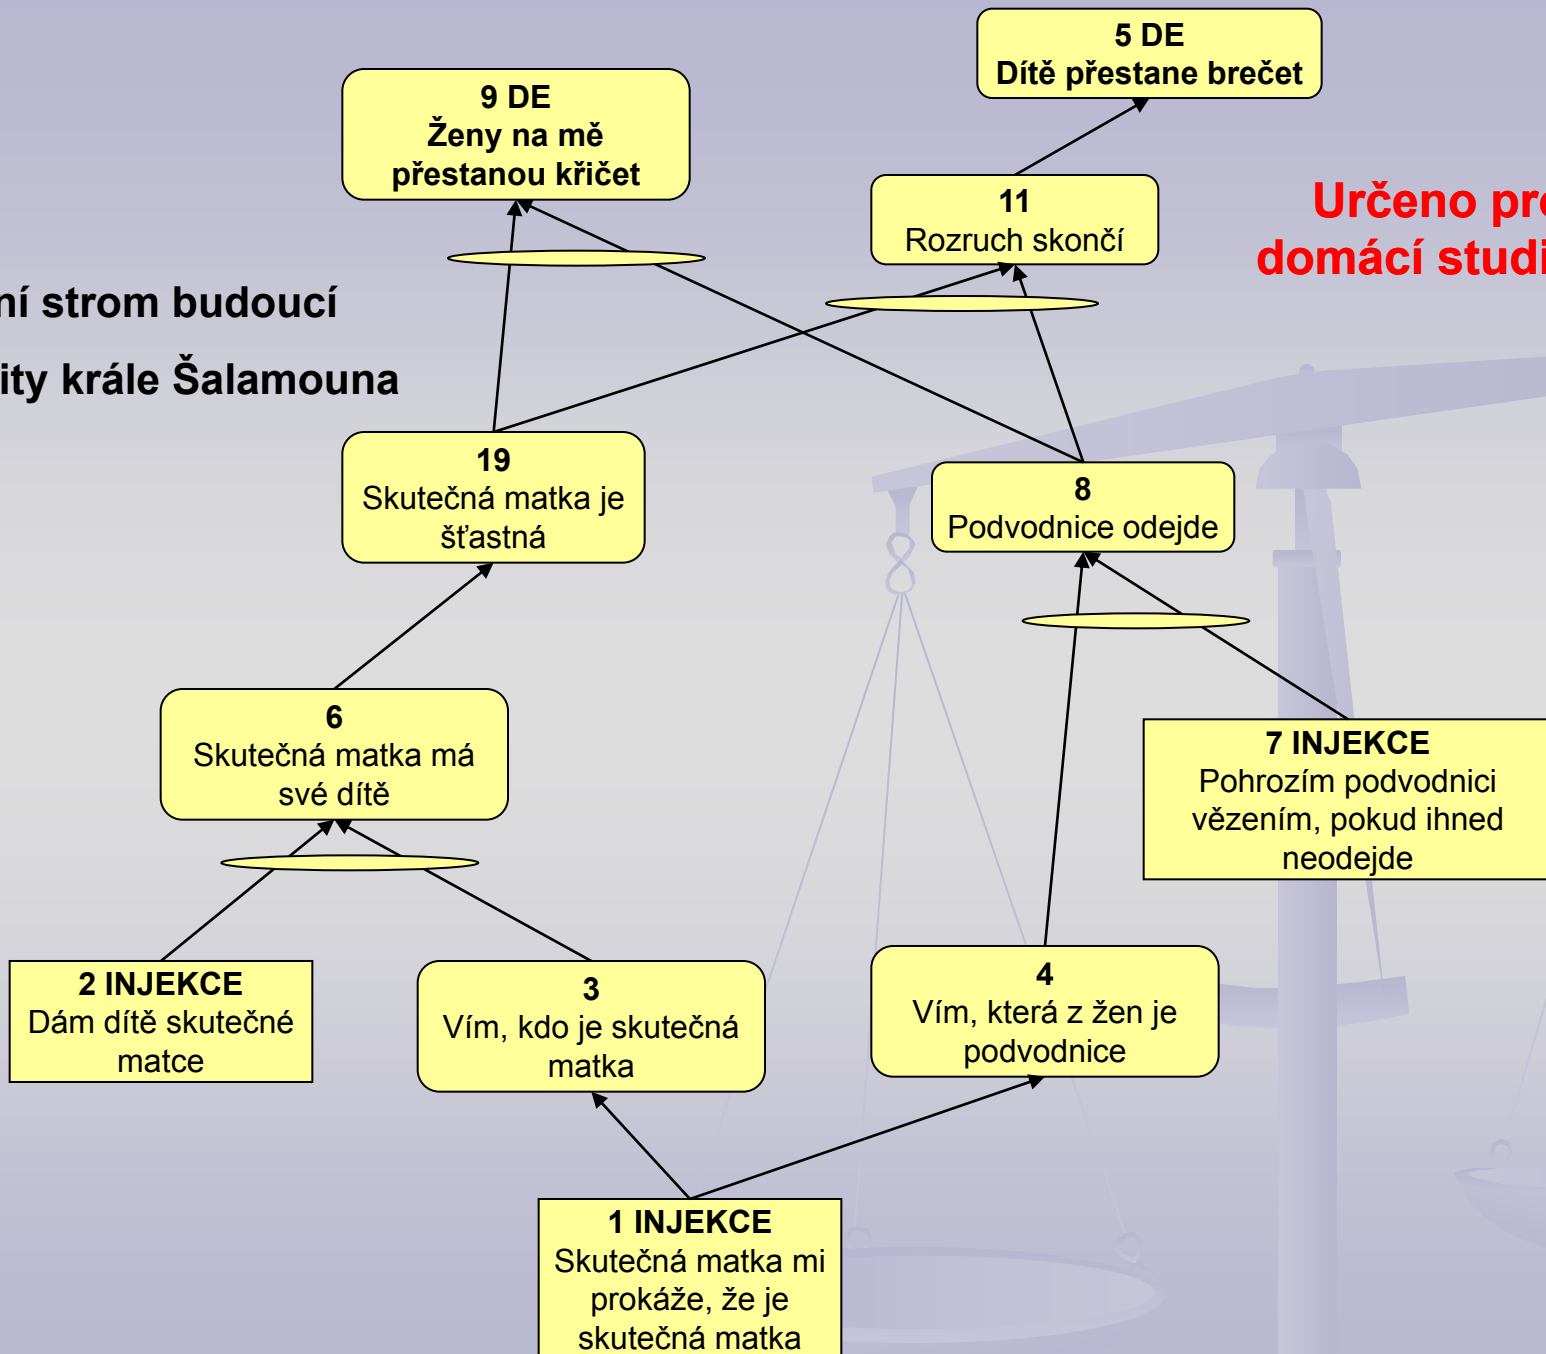 5 DE
Dítě přestane brečet
9 DE
Ženy na mě
přestanou křičet
11
Rozruch skončí
Určeno pro
domácí studi
ní strom budoucí
ity krále Šalamouna
19
Skutečná matka je
šťastná
8
Podvodnice odejde
6
Skutečná matka má
své dítě
7 INJEKCE
Pohrozím podvodnici
vězením, pokud ihned
neodejde
2 INJEKCE
Dám dítě skutečné
matce
3
Vím, kdo je skutečná
matka
4
Vím, která z žen je
podvodnice
1 INJEKCE
Skutečná matka mi
prokáže, že je
skutečná matka